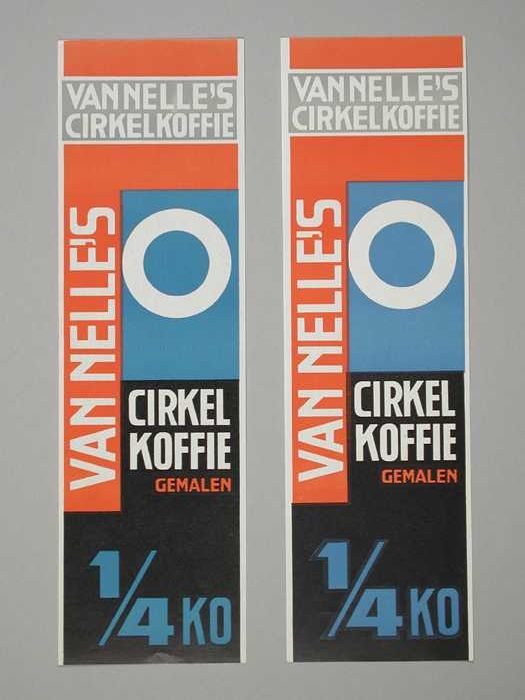 VAN NELLE'S
CIRKELKOFFIE
VAN NELLE'S
CIRKEL
KOFFIE
GEMALEN
1/4 KO
VAN NELLE'S
CIRKELKOFFIE
VAN NELLE'S
CIRKEL
KOFFIE
GEMALEN
1/4 KO